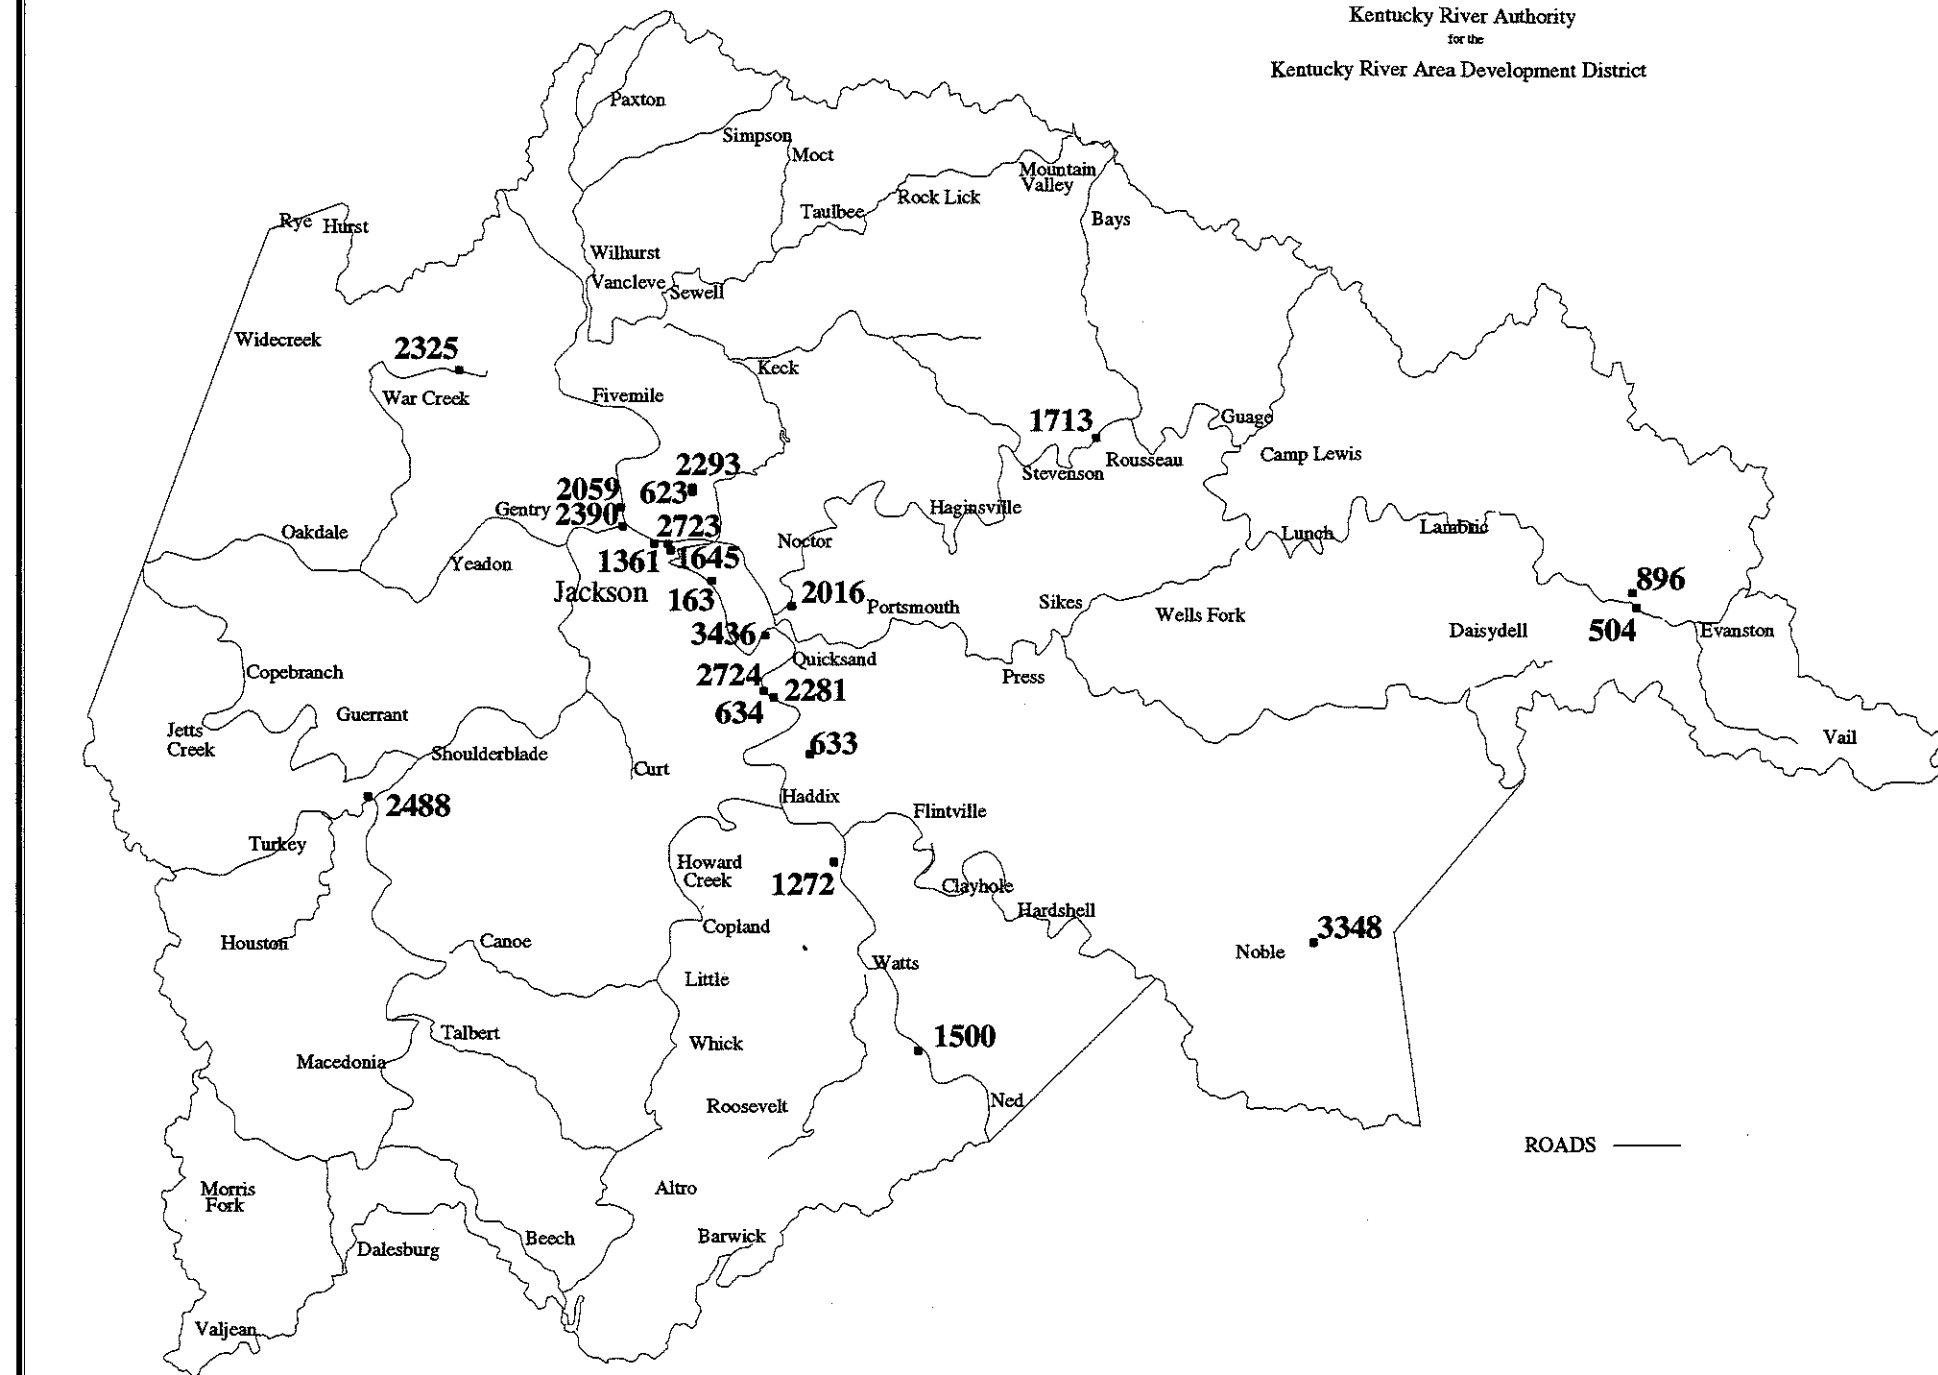 Kentucky River Authority
for the
Kentucky River Area Development District
Paxton
Simpson
Moct
Mountain
Valley
Rock Lick
Taulbee
Bays
Rye
Hurst
Wilhurst
Vancleve
Sewell
Widecreek
2325
War Creek
Keck
Fivemile
1713
Guage
Camp Lewis
Rousseau
Stevenson
2293
2059
623
Gentry
2390
2723
Haginsville
Oakdale
Noctor
Lunch
Lambric
1361
1645
Yeadon
Jackson
163
2016
Portsmouth
Sikes
Wells Fork
896
504
Daisydell
Evanston
3436
Quicksand
Press
Copebranch
2724
2281
634
Guerrant
Jetts
Creek
633
Vail
Shoulderblade
Curt
2488
Haddix
Flintville
Turkey
Howard
Creek
1272
Clayhole
Hardshell
Copland
3348
Noble
Houston
Canoe
Watts
Little
Talbert
Whick
1500
Macedonia
Roosevelt
Ned
ROADS
Morris
Fork
Altro
Beech
Barwick
Dalesburg
Valjean